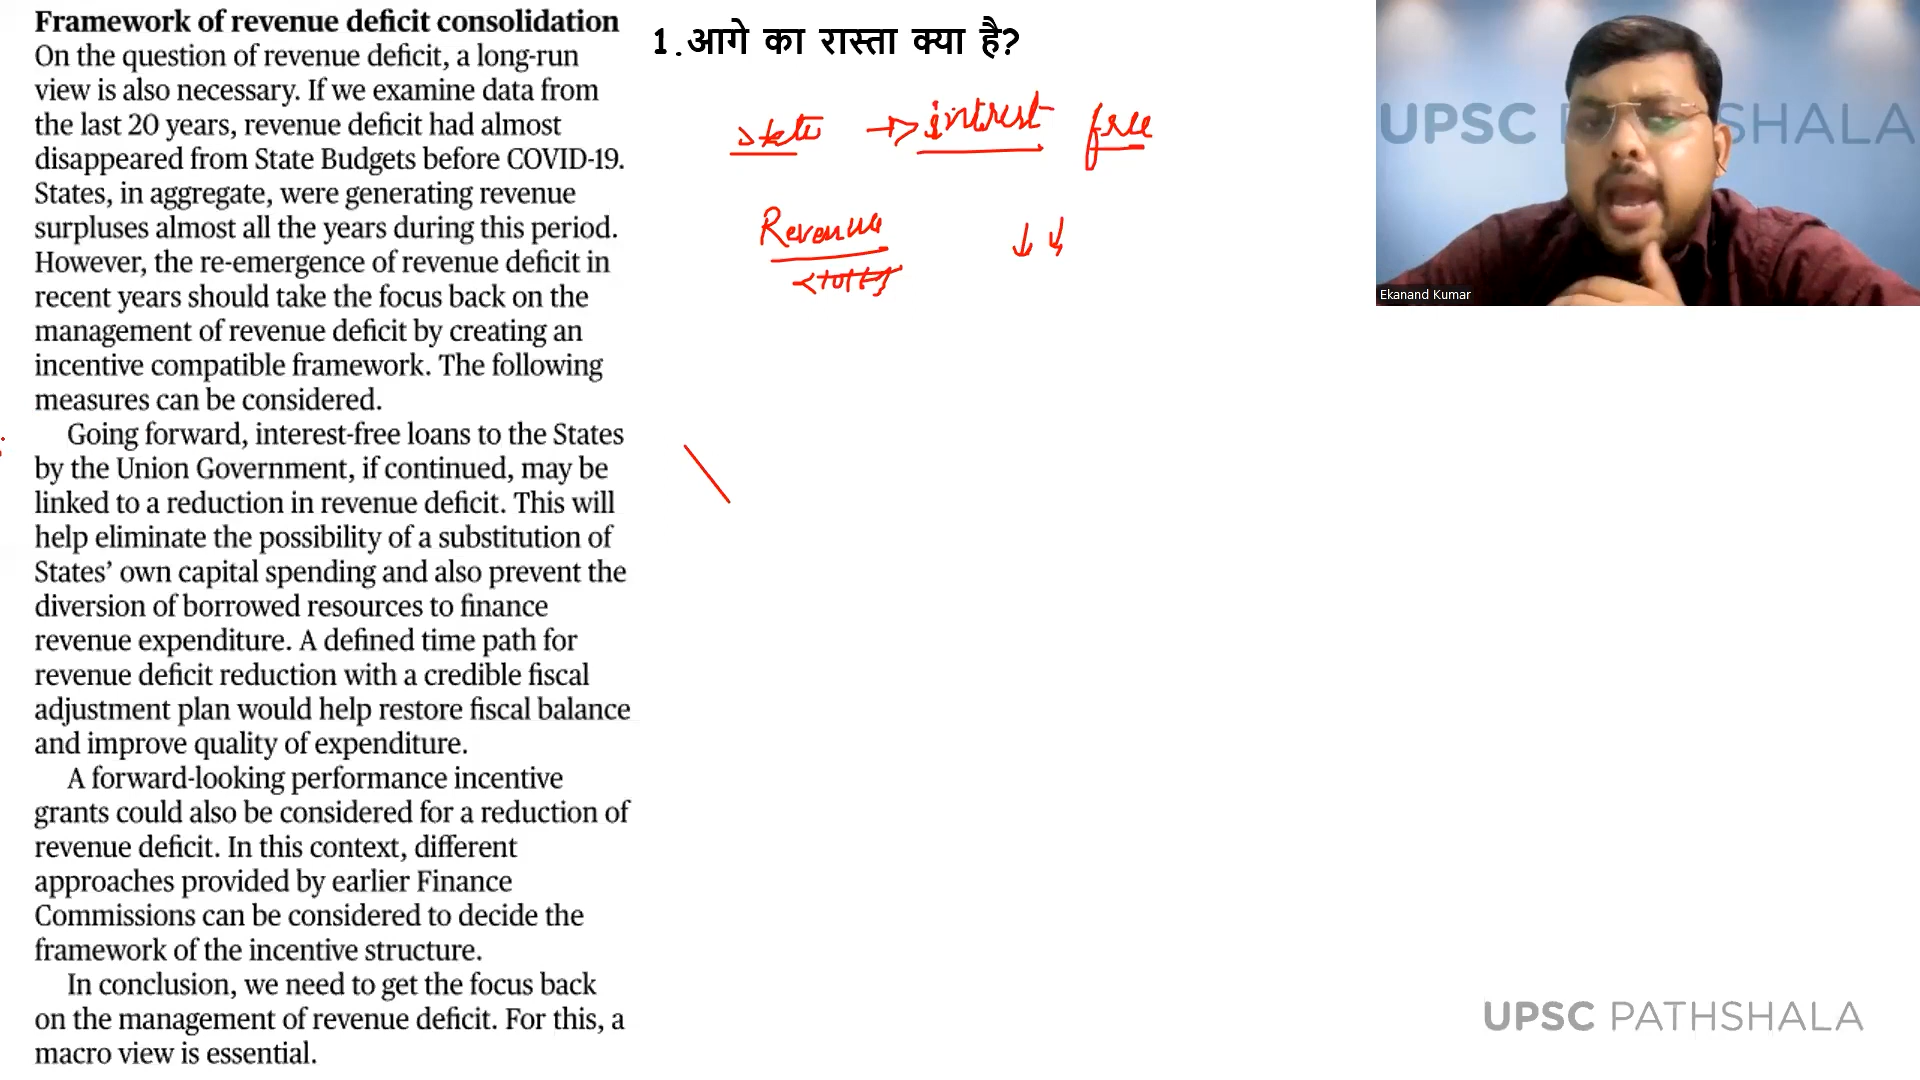 Framework of revenue deficit consolidation
On the question of revenue deficit, a long-run
view is also necessary. If we examine data from
the last 20 years, revenue deficit had almost
disappeared from State Budgets before COVID-19.
States, in aggregate, were generating revenue
surpluses almost all the years during this period.
However, the re-emergence of revenue deficit in
recent years should take the focus back on the
management of revenue deficit by creating an
incentive compatible framework. The following
measures can be considered.
Going forward, interest-free loans to the States
by the Union Government, if continued, may be
linked to a reduction in revenue deficit. This will
help eliminate the possibility of a substitution of
States’ own capital spending and also prevent the
diversion of borrowed resources to finance
revenue expenditure. A defined time path for
revenue deficit reduction with a credible fiscal
adjustment plan would help restore fiscal balance
and improve quality of expenditure.
A forward-looking performance incentive
grants could also be considered for a reduction of
revenue deficit. In this context, different
approaches provided by earlier Finance
Commissions can be considered to decide the
framework of the incentive structure.
In conclusion, we need to get the focus back
on the management of revenue deficit. For this, a
macro view is essential.
1.आगे का रास्ता क्या है?
→ intrest free
Revenue ↓ ↓
UPSC PATHSHALA
Ekanand Kumar
UPSC PATHSHALA